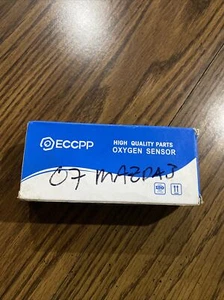 ECCPP
HIGH QUALITY PARTS
OXYGEN SENSOR
07 MAZDA3